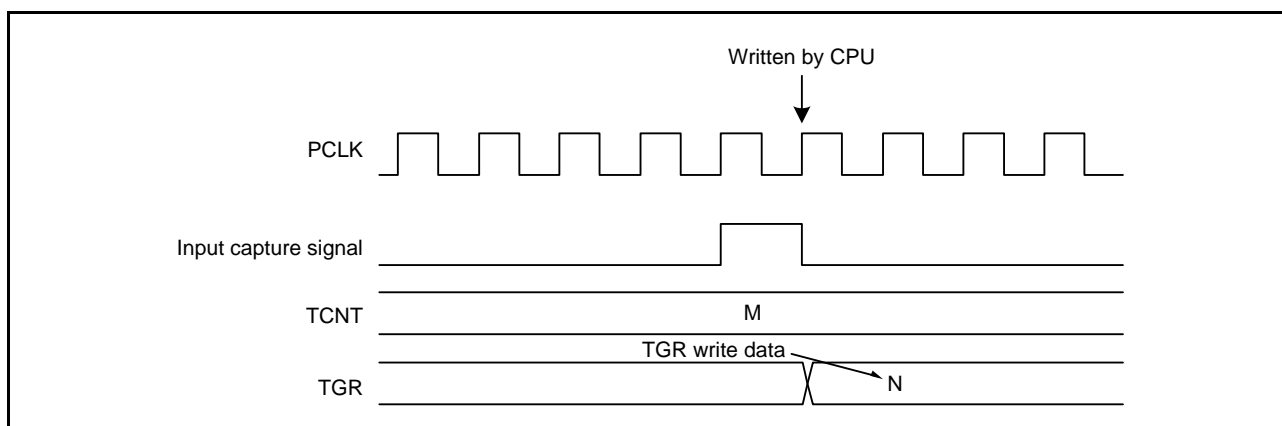 Written by CPU
PCLK
Input capture signal
TCNT
M
TGR write data
TGR
N